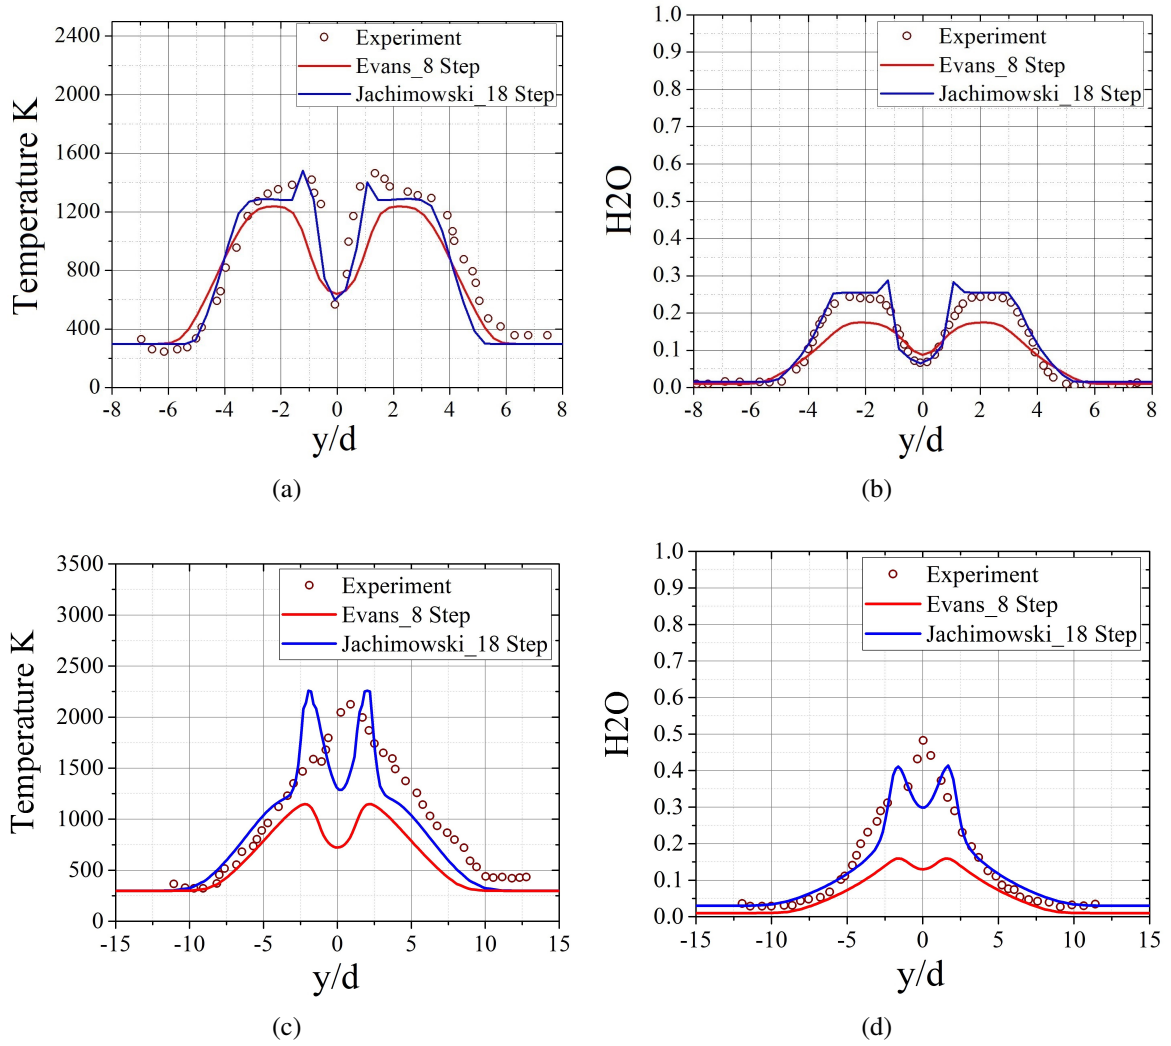 2400
2000
1600
1200
800
400
0
Temperature K
Experiment
Evans_8 Step
Jachimowski_18 Step
-8 -6 -4 -2 0 2 4 6 8
y/d
(a)
1.0
0.9
0.8
0.7
0.6
0.5
0.4
0.3
0.2
0.1
0.0
H2O
Experiment
Evans_8 Step
Jachimowski_18 Step
-8 -6 -4 -2 0 2 4 6 8
y/d
(b)
3500
3000
2500
2000
1500
1000
500
0
Temperature K
Experiment
Evans_8 Step
Jachimowski_18 Step
-15 -10 -5 0 5 10 15
y/d
(c)
1.0
0.9
0.8
0.7
0.6
0.5
0.4
0.3
0.2
0.1
0.0
H2O
Experiment
Evans_8 Step
Jachimowski_18 Step
-15 -10 -5 0 5 10 15
y/d
(d)